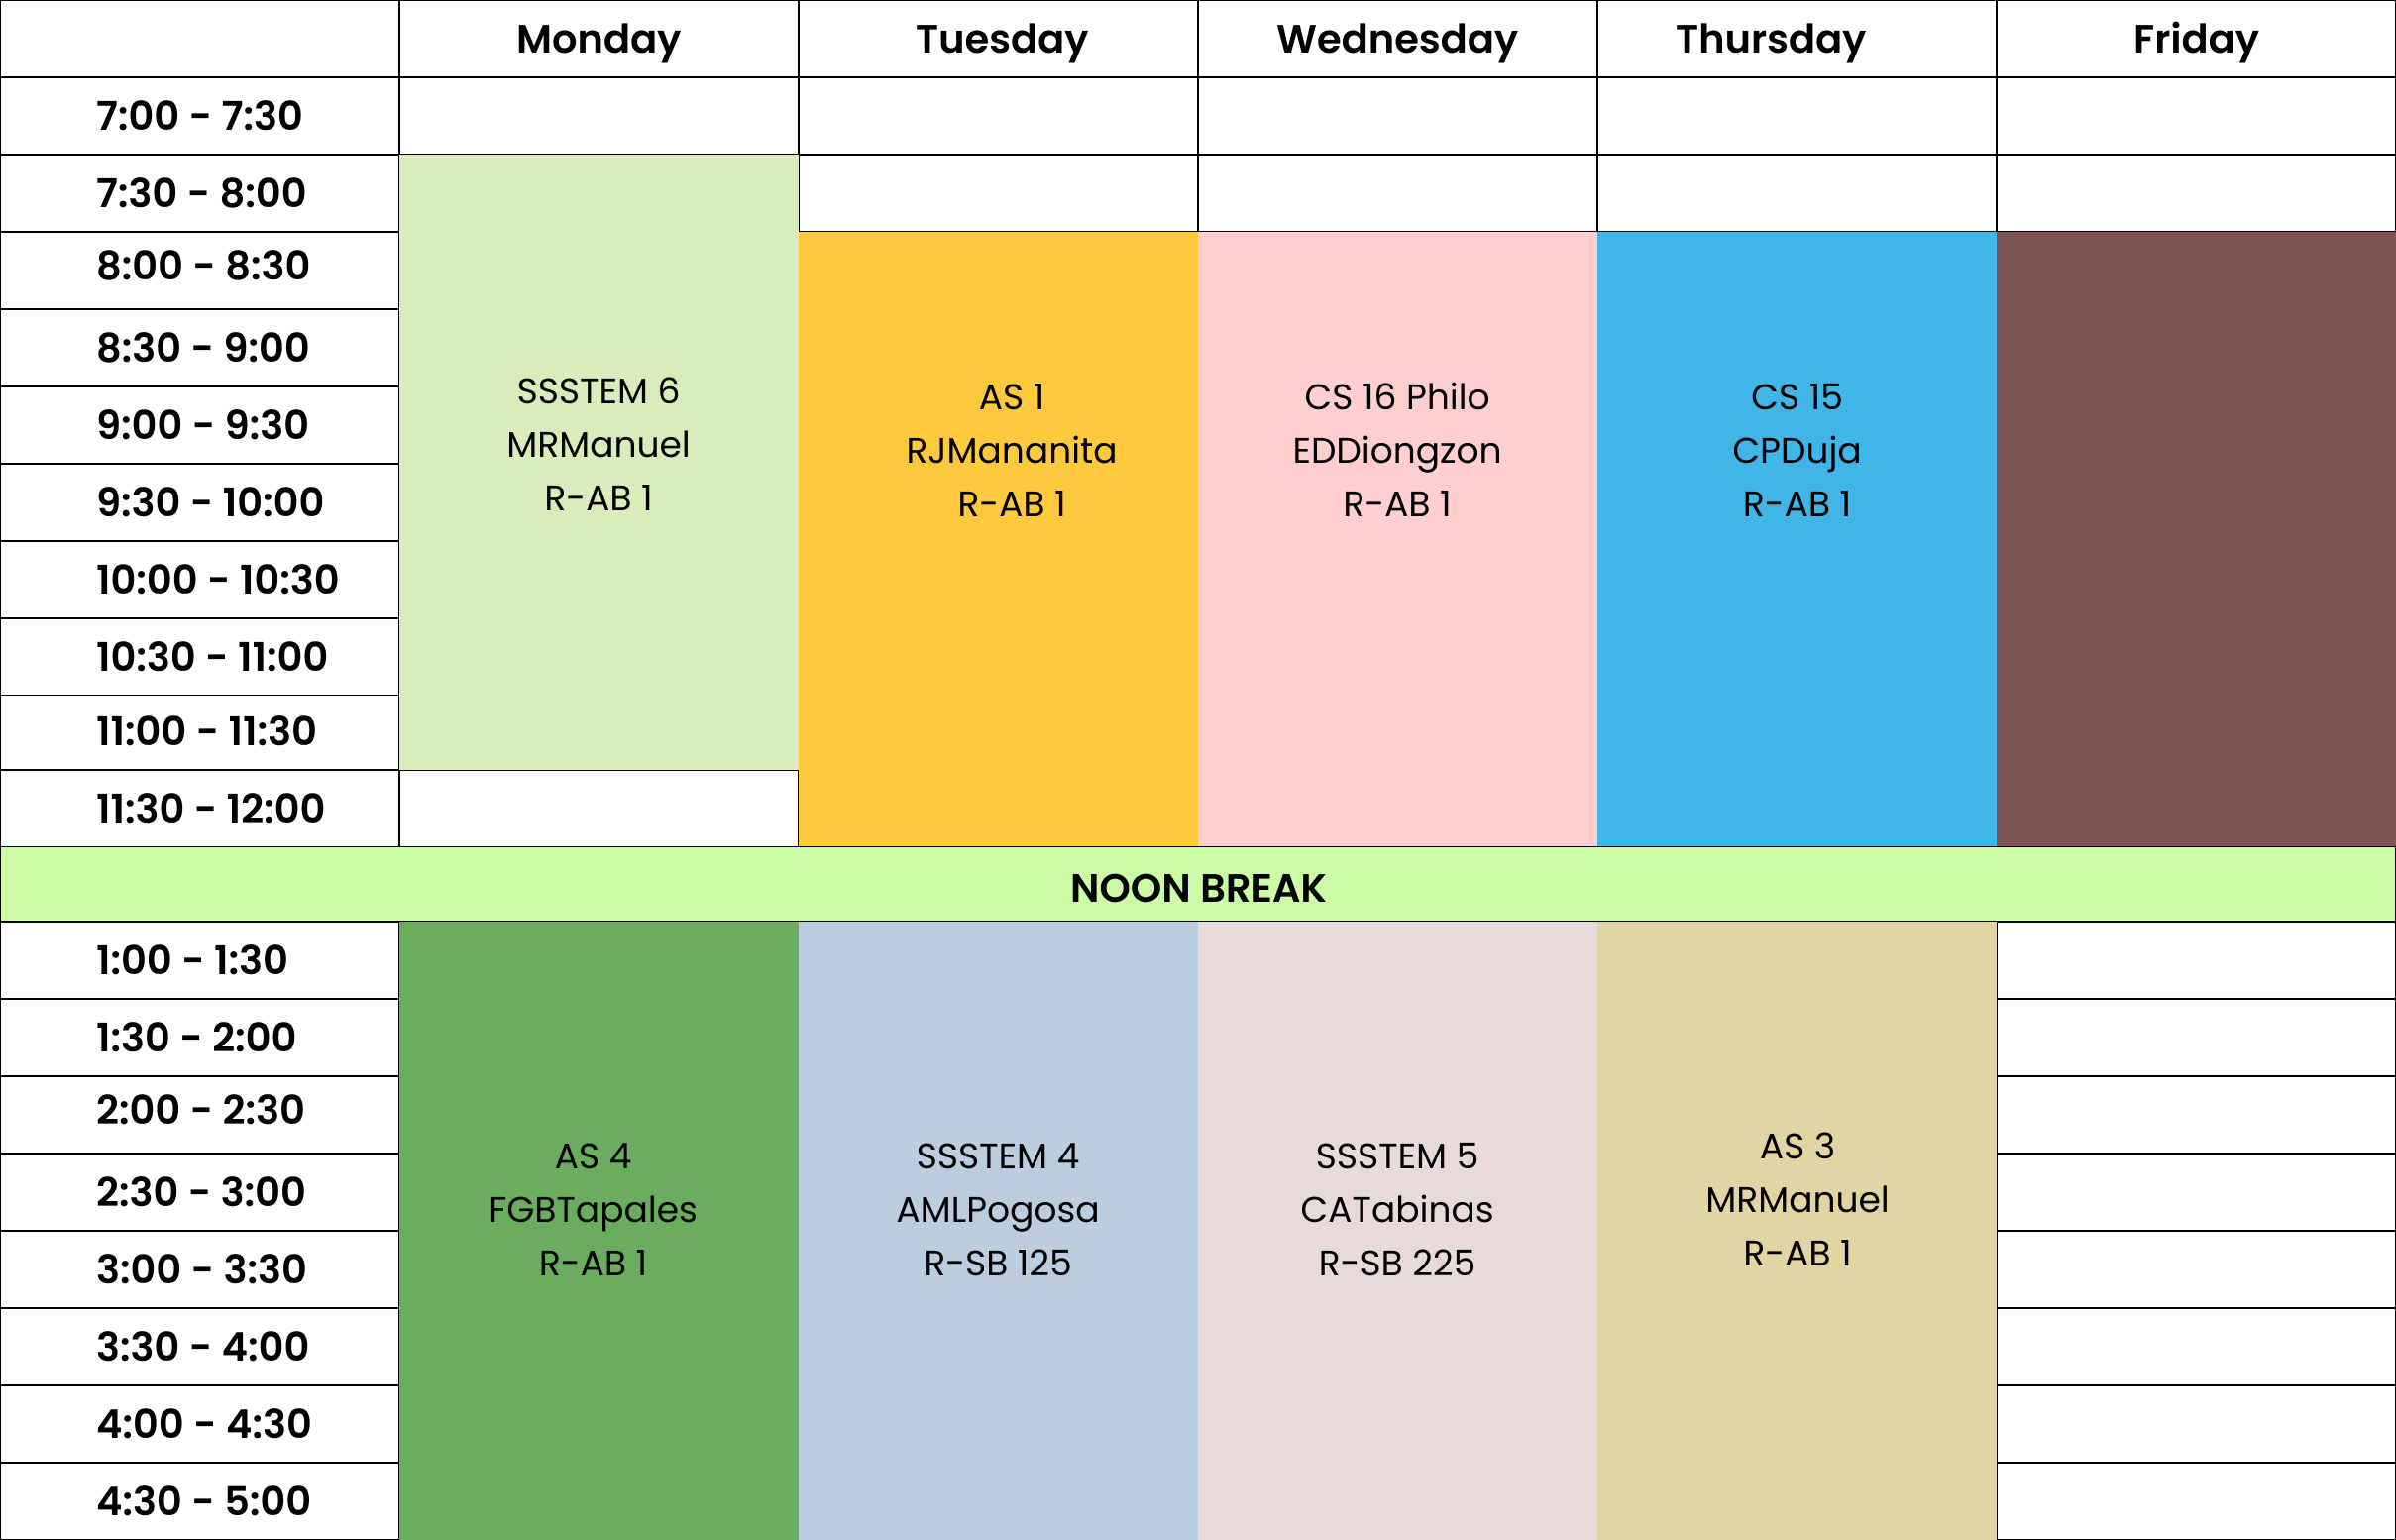 Monday Tuesday Wednesday Thursday Friday
7:00 - 7:30
7:30 - 8:00
8:00 - 8:30
8:30 - 9:00
9:00 - 9:30
9:30 - 10:00
10:00 - 10:30
10:30 - 11:00
11:00 - 11:30
11:30 - 12:00
SSSTEM 6
MRManuel
R-AB 1
AS 1
RJMananita
R-AB 1
CS 16 Philo
EDDiongzon
R-AB 1
CS 15
CPDuja
R-AB 1
NOON BREAK
1:00 - 1:30
1:30 - 2:00
2:00 - 2:30
2:30 - 3:00
3:00 - 3:30
3:30 - 4:00
4:00 - 4:30
4:30 - 5:00
AS 4
FGBTapales
R-AB 1
SSSTEM 4
AMLPogosa
R-SB 125
SSSTEM 5
CATabinas
R-SB 225
AS 3
MRManuel
R-AB 1